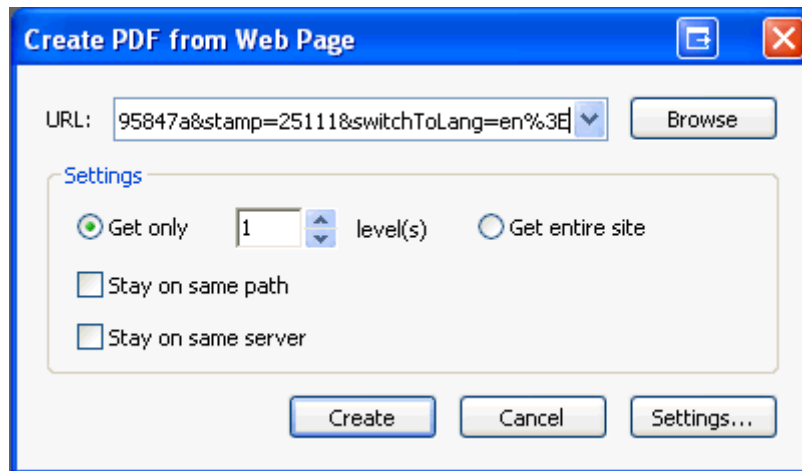 Create PDF from Web Page
URL: 95847a&stamp=25111&switchToLang=en%3E Browse
Settings
Get only 1 level(s) Get entire site
Stay on same path
Stay on same server
Create Cancel Settings...